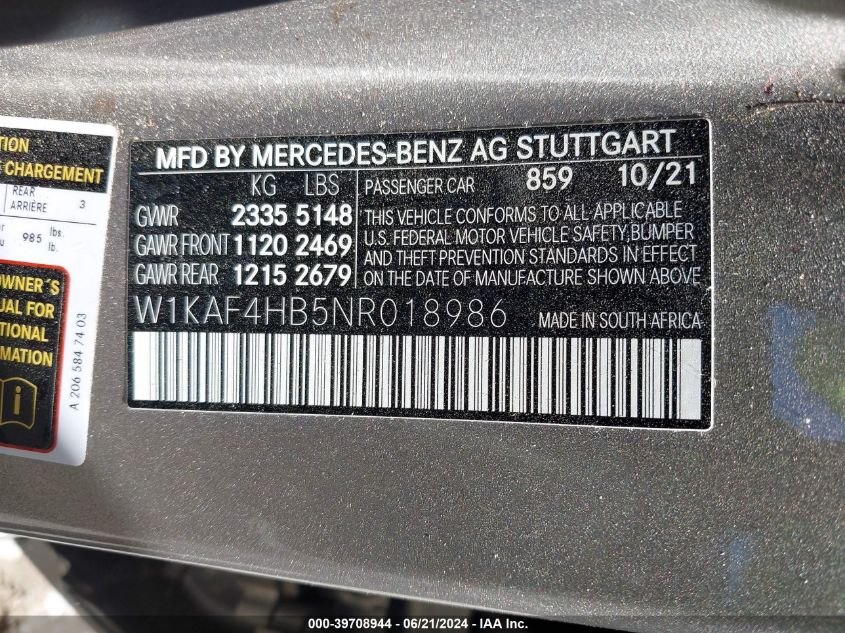 TION
E CHARGEMENT
REAR
ARRIÈRE
3
985 lbs.
lb.
OWNER'S
UAL FOR
TIONAL
RMATION
A 206 584 74 03
MFD BY MERCEDES-BENZ AG STUTTGART
KG LBS PASSENGER CAR 859 10/21
GVWR 2335 5148
GAWR FRONT 1120 2469
GAWR REAR 1215 2679
THIS VEHICLE CONFORMS TO ALL APPLICABLE
U.S. FEDERAL MOTOR VEHICLE SAFETY, BUMPER
AND THEFT PREVENTION STANDARDS IN EFFECT
ON THE DATE OF MANUFACTURE SHOWN ABOVE
W1KAF4HB5NR018986 MADE IN SOUTH AFRICA
000-39708944 - 06/21/2024 - IAA Inc.